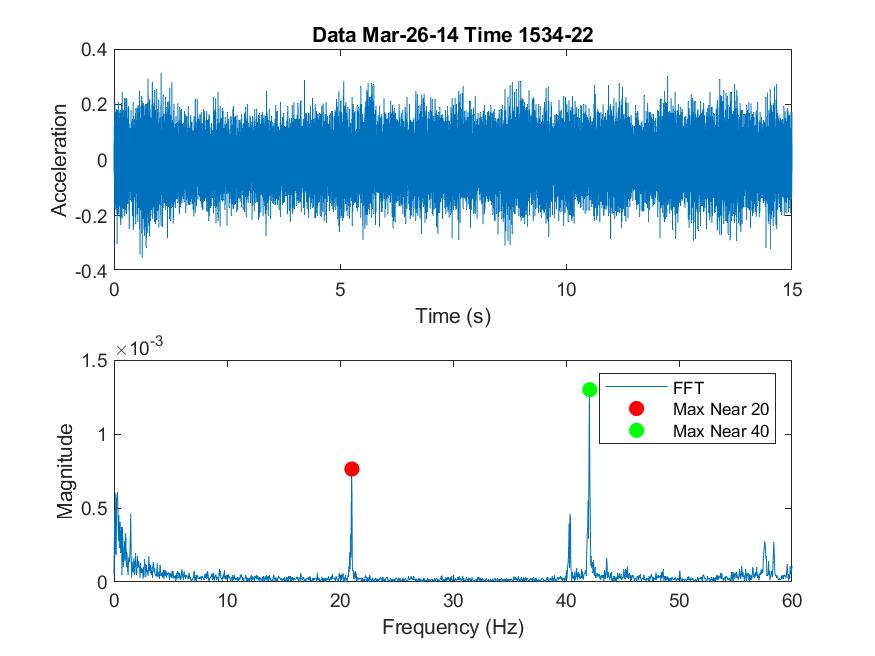 Data Mar-26-14 Time 1534-22
0.4
0.2
0
-0.2
-0.4
Acceleration
0 5 10 15
Time (s)
×10⁻³
1.5
1
0.5
0
Magnitude
FFT
Max Near 20
Max Near 40
0 10 20 30 40 50 60
Frequency (Hz)